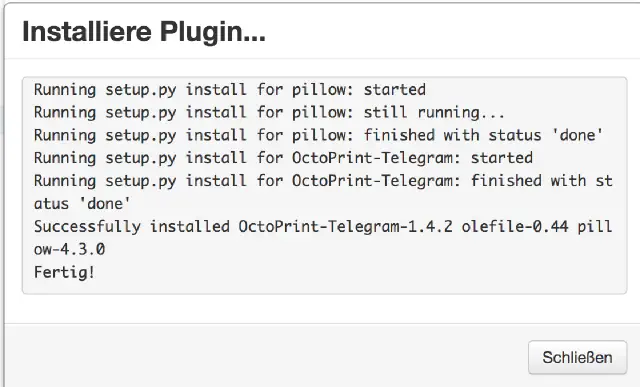 Installiere Plugin...
Running setup.py install for pillow: started
Running setup.py install for pillow: still running...
Running setup.py install for pillow: finished with status 'done'
Running setup.py install for OctoPrint-Telegram: started
Running setup.py install for OctoPrint-Telegram: finished with st
atus 'done'
Successfully installed OctoPrint-Telegram-1.4.2 olefile-0.44 pill
ow-4.3.0
Fertig!
Schließen